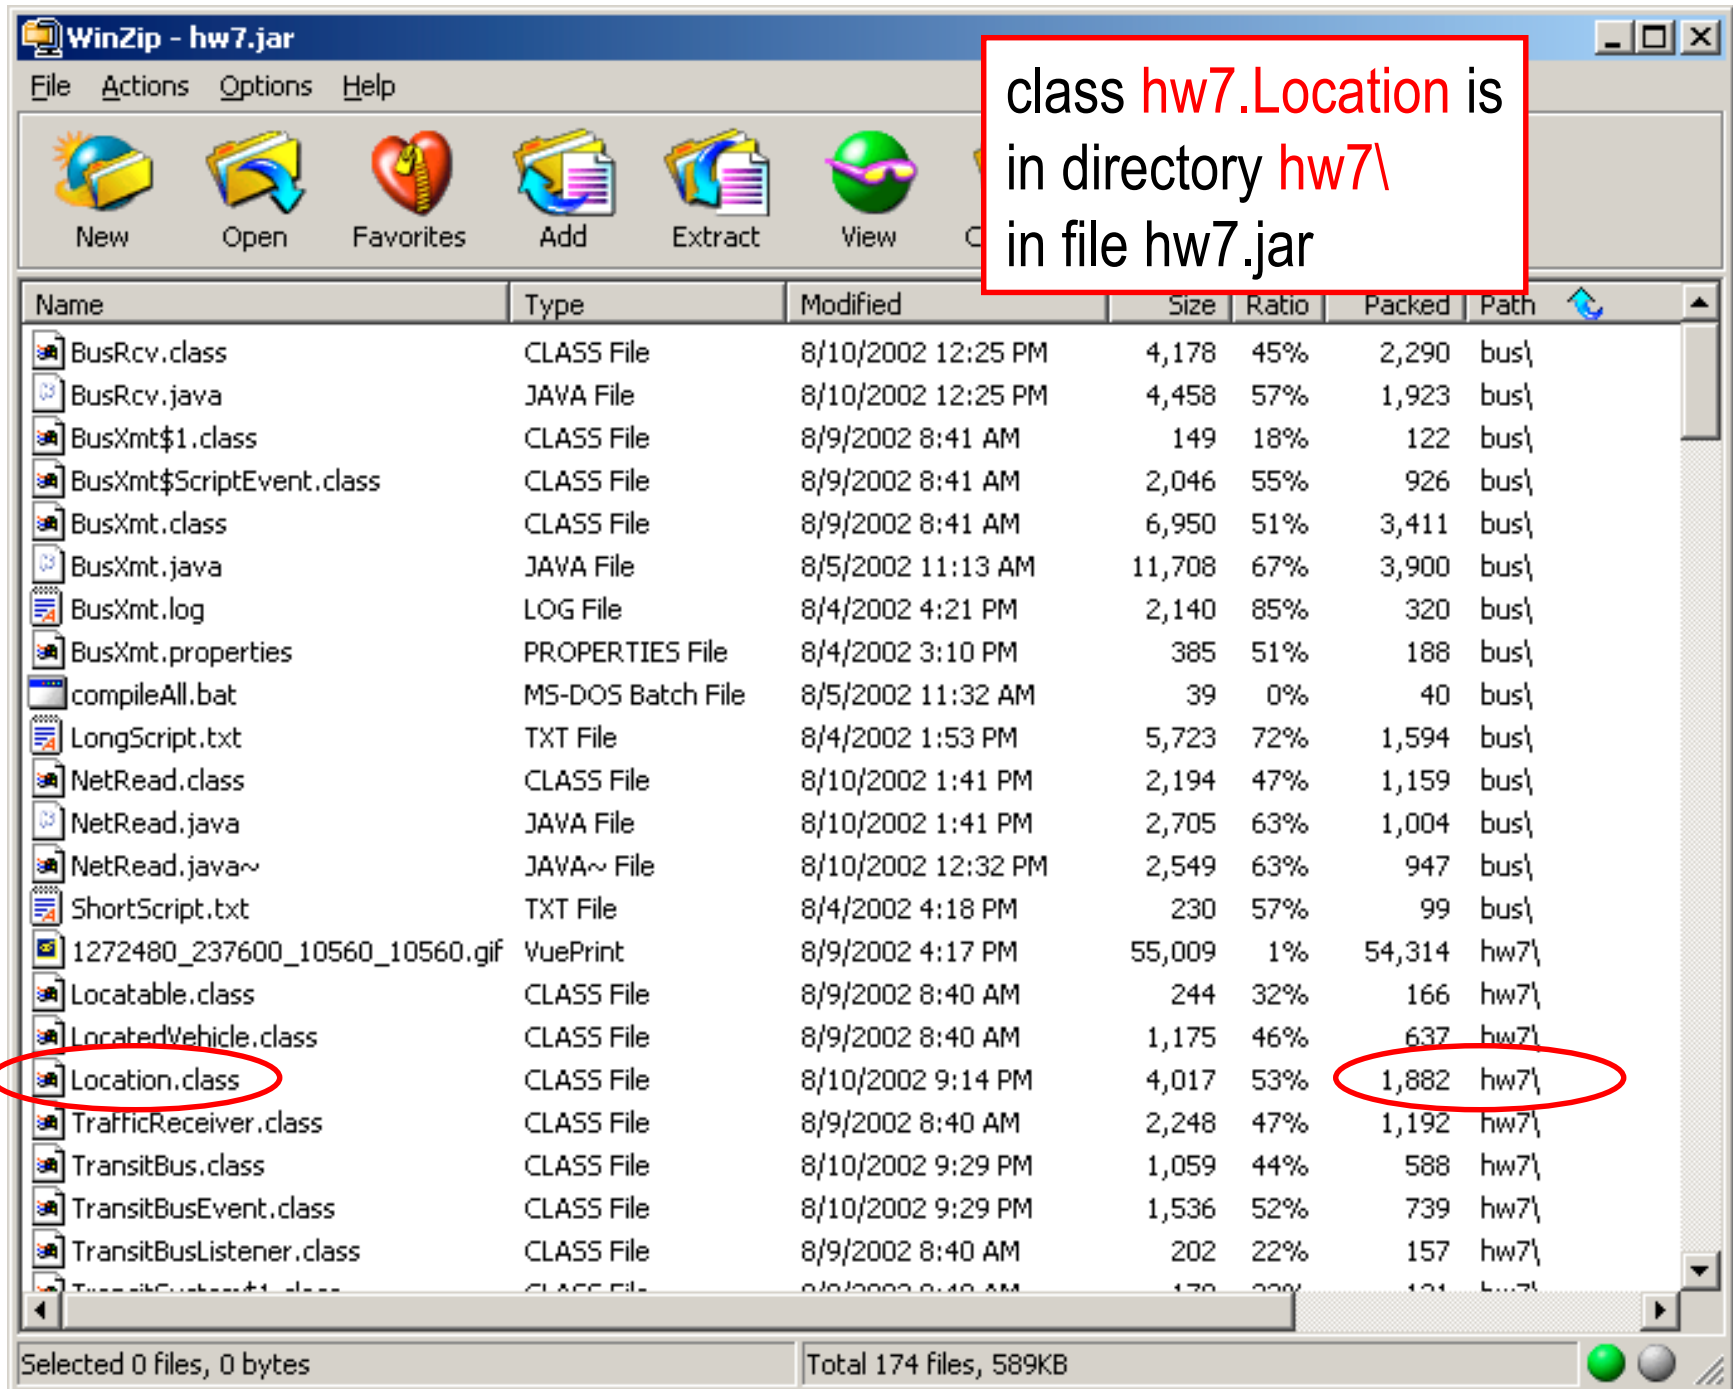 WinZip - hw7.jar
File Actions Options Help
class hw7.Location is
in directory hw7\
in file hw7.jar
New Open Favorites Add Extract View
Name Type Modified Size Ratio Packed Path
BusRcv.class CLASS File 8/10/2002 12:25 PM 4,178 45% 2,290 bus\
BusRcv.java JAVA File 8/10/2002 12:25 PM 4,458 57% 1,923 bus\
BusXmt$1.class CLASS File 8/9/2002 8:41 AM 149 18% 122 bus\
BusXmt$ScriptEvent.class CLASS File 8/9/2002 8:41 AM 2,046 55% 926 bus\
BusXmt.class CLASS File 8/9/2002 8:41 AM 6,950 51% 3,411 bus\
BusXmt.java JAVA File 8/5/2002 11:13 AM 11,708 67% 3,900 bus\
BusXmt.log LOG File 8/4/2002 4:21 PM 2,140 85% 320 bus\
BusXmt.properties PROPERTIES File 8/4/2002 3:10 PM 385 51% 188 bus\
compileAll.bat MS-DOS Batch File 8/5/2002 11:32 AM 39 0% 40 bus\
LongScript.txt TXT File 8/4/2002 1:53 PM 5,723 72% 1,594 bus\
NetRead.class CLASS File 8/10/2002 1:41 PM 2,194 47% 1,159 bus\
NetRead.java JAVA File 8/10/2002 1:41 PM 2,705 63% 1,004 bus\
NetRead.java~ JAVA~ File 8/10/2002 12:32 PM 2,549 63% 947 bus\
ShortScript.txt TXT File 8/4/2002 4:18 PM 230 57% 99 bus\
1272480_237600_10560_10560.gif VuePrint 8/9/2002 4:17 PM 55,009 1% 54,314 hw7\
Locatable.class CLASS File 8/9/2002 8:40 AM 244 32% 166 hw7\
LocatedVehicle.class CLASS File 8/9/2002 8:40 AM 1,175 46% 637 hw7\
Location.class CLASS File 8/10/2002 9:14 PM 4,017 53% 1,882 hw7\
TrafficReceiver.class CLASS File 8/9/2002 8:40 AM 2,248 47% 1,192 hw7\
TransitBus.class CLASS File 8/10/2002 9:29 PM 1,059 44% 588 hw7\
TransitBusEvent.class CLASS File 8/10/2002 9:29 PM 1,536 52% 739 hw7\
TransitBusListener.class CLASS File 8/9/2002 8:40 AM 202 22% 157 hw7\
Selected 0 files, 0 bytes Total 174 files, 589KB